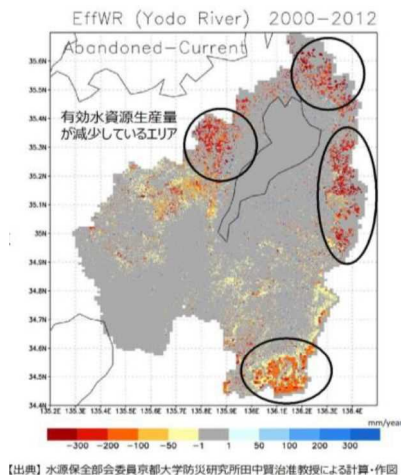 EffWR (Yodo River) 2000-2012
Abandoned-Current
有効水資源生産量
が減少しているエリア
35.6N
35.5N
35.4N
35.3N
35.2N
35.1N
35N
34.9N
34.8N
34.7N
34.6N
34.5N
34.4N
135.2E 135.3E 135.4E 135.5E 135.6E 135.7E 135.8E 135.9E 136E 136.1E 136.2E 136.3E 136.4E
mm/year
-300 -200 -100 -50 -1 1 50 100 200 300
【出典】 水源保全部会委員京都大学防災研究所田中賢治准教授による計算・作図